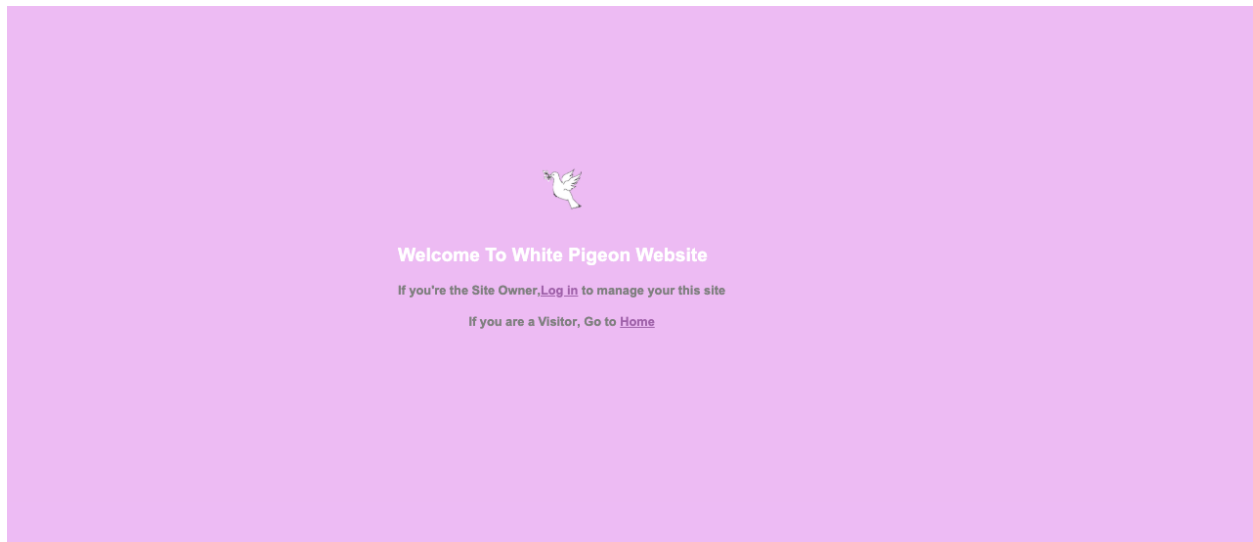 Welcome To White Pigeon Website
If you're the Site Owner,Log in to manage your this site
If you are a Visitor, Go to Home